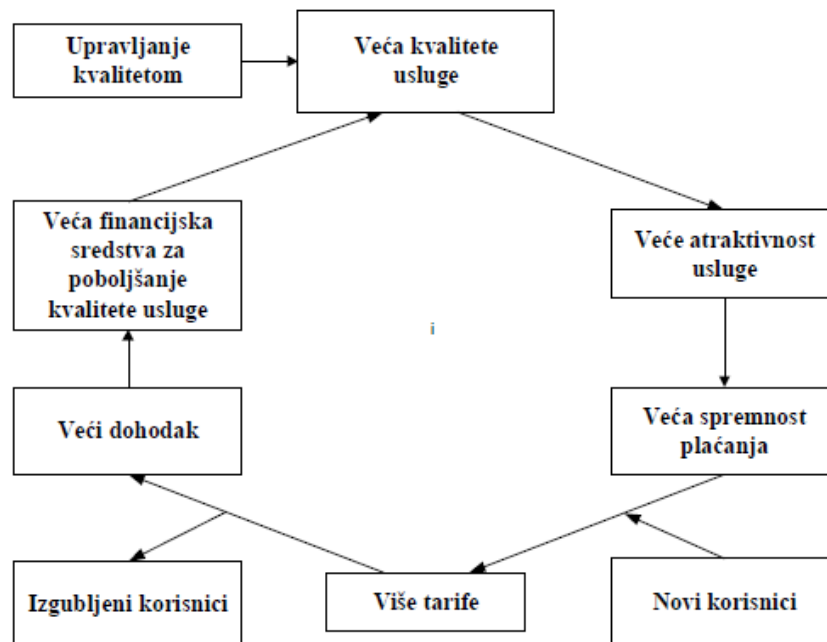 Upravljanje
kvalitetom
Veća kvalitete
usluge
Veća financijska
sredstva za
poboljšanje
kvalitete usluge
Veće atraktivnost
usluge
i
Veći dohodak
Veća spremnost
plaćanja
Izgubljeni korisnici
Više tarife
Novi korisnici